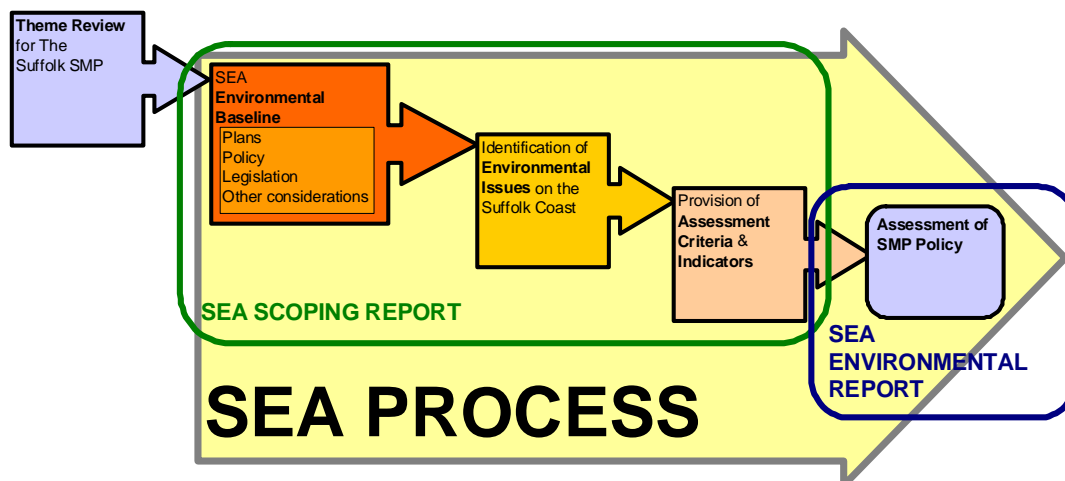 Theme Review
for The
Suffolk SMP
SEA
Environmental
Baseline
Plans
Policy
Legislation
Other considerations
Identification of
Environmental
Issues on the
Suffolk Coast
Provision of
Assessment
Criteria &
Indicators
Assessment of
SMP Policy
SEA SCOPING REPORT
SEA
ENVIRONMENTAL
REPORT
SEA PROCESS